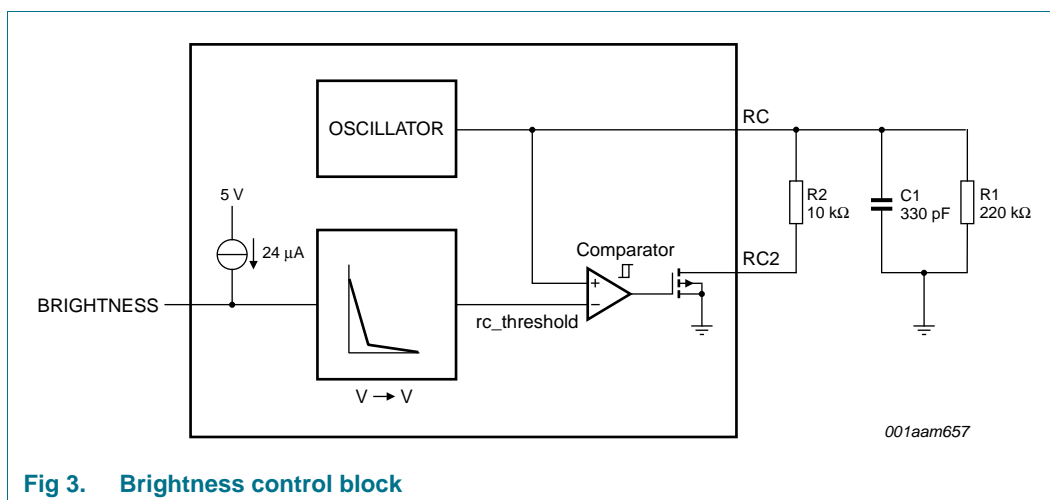 OSCILLATOR
RC
5 V
24 μA
BRIGHTNESS
V → V
rc_threshold
Comparator
+
−
RC2
R2
10 kΩ
C1
330 pF
R1
220 kΩ
001aam657
Fig 3. Brightness control block